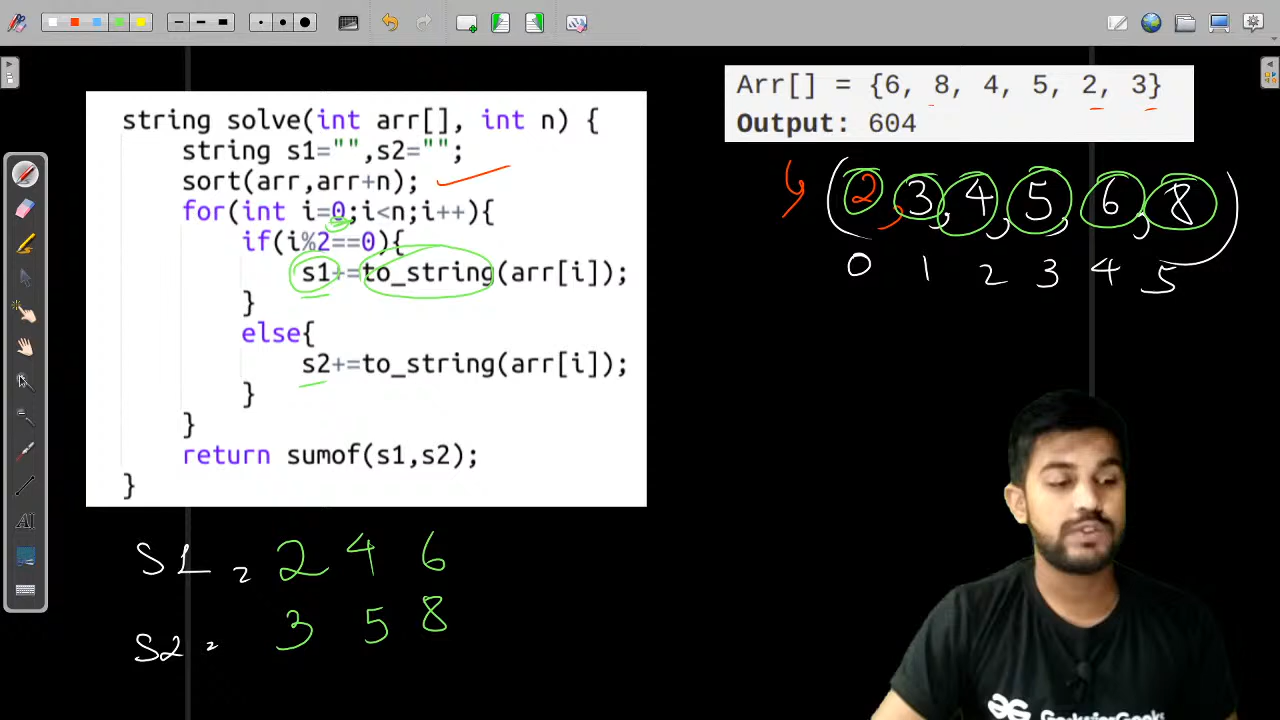 string solve(int arr[], int n) {
string s1="",s2="";
sort(arr,arr+n);
for(int i=0;i<n;i++){
if(i%2==0){
s1+=to_string(arr[i]);
}
else{
s2+=to_string(arr[i]);
}
}
return sumof(s1,s2);
}
Arr[] = {6, 8, 4, 5, 2, 3}
Output: 604
(2, 3, 4, 5, 6, 8)
0 1 2 3 4 5
S1 = 2 4 6
S2 = 3 5 8